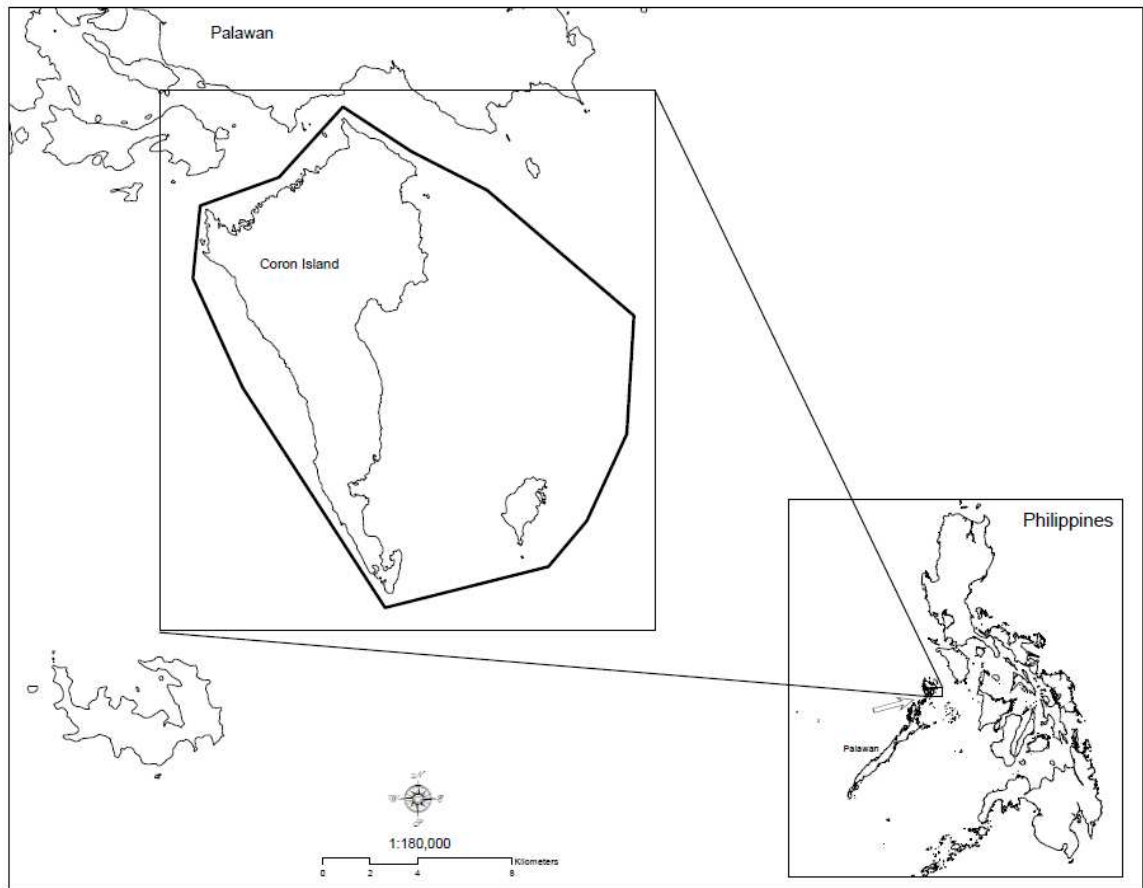 Palawan
Coron Island
Philippines
Palawan
1:180,000
Kilometers
0 2 4 8